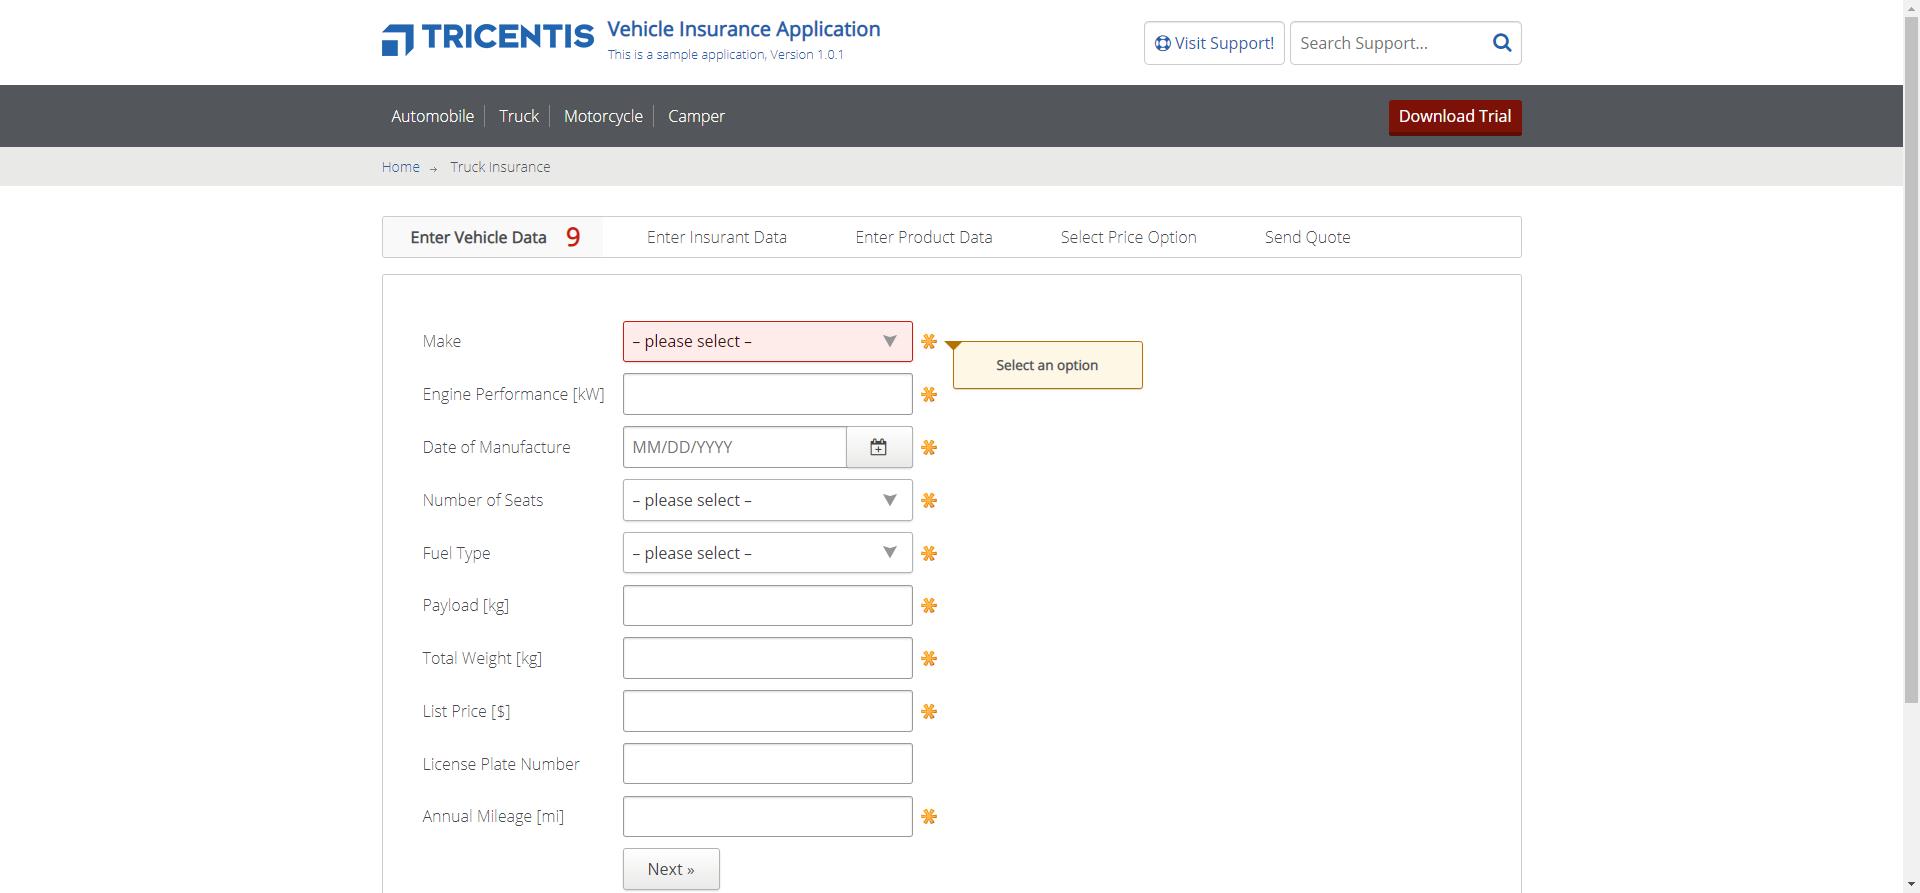 TRICENTIS Vehicle Insurance Application
This is a sample application, Version 1.0.1
Visit Support!
Search Support...
Automobile
Truck
Motorcycle
Camper
Download Trial
Home → Truck Insurance
Enter Vehicle Data 9
Enter Insurant Data
Enter Product Data
Select Price Option
Send Quote
Make
– please select –
Select an option
Engine Performance [kW]
Date of Manufacture
MM/DD/YYYY
Number of Seats
– please select –
Fuel Type
– please select –
Payload [kg]
Total Weight [kg]
List Price [$]
License Plate Number
Annual Mileage [mi]
Next »